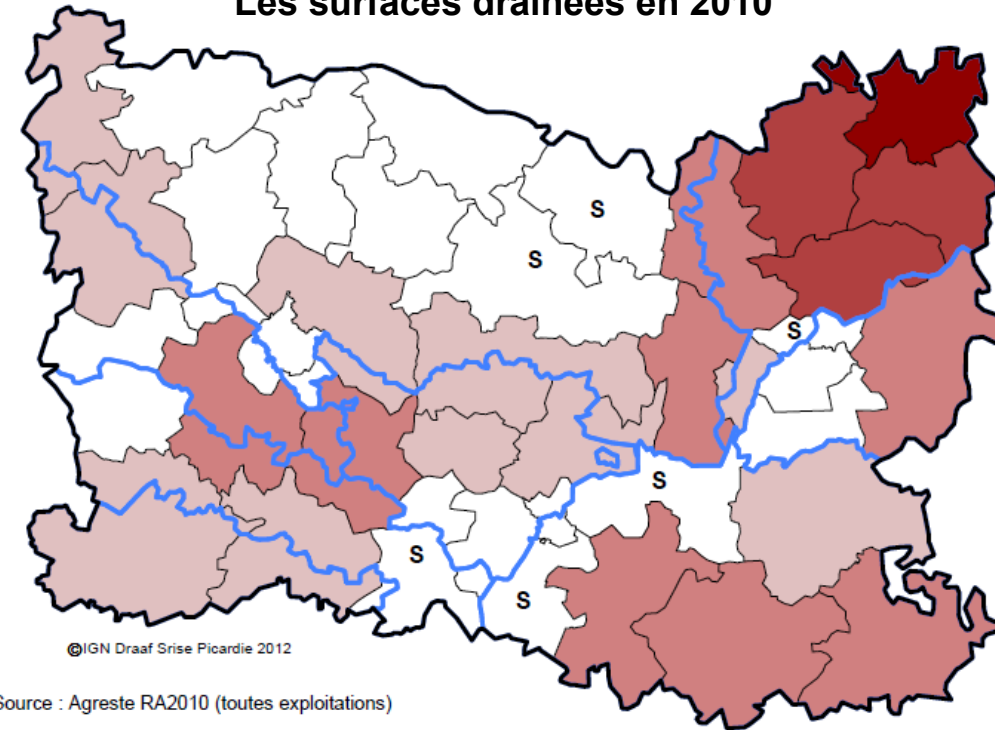 Les surfaces drainées en 2010
S
S
S
S
S
S
©IGN Draaf Srise Picardie 2012
Source : Agreste RA2010 (toutes exploitations)